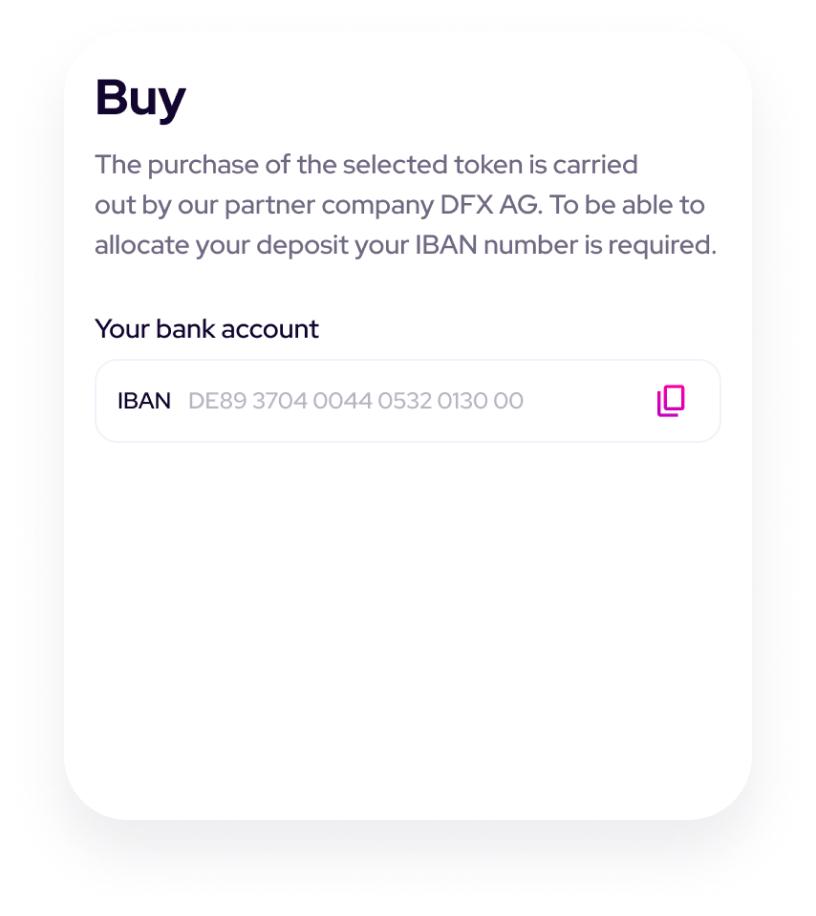 Buy
The purchase of the selected token is carried
out by our partner company DFX AG. To be able to
allocate your deposit your IBAN number is required.
Your bank account
IBAN DE89 3704 0044 0532 0130 00